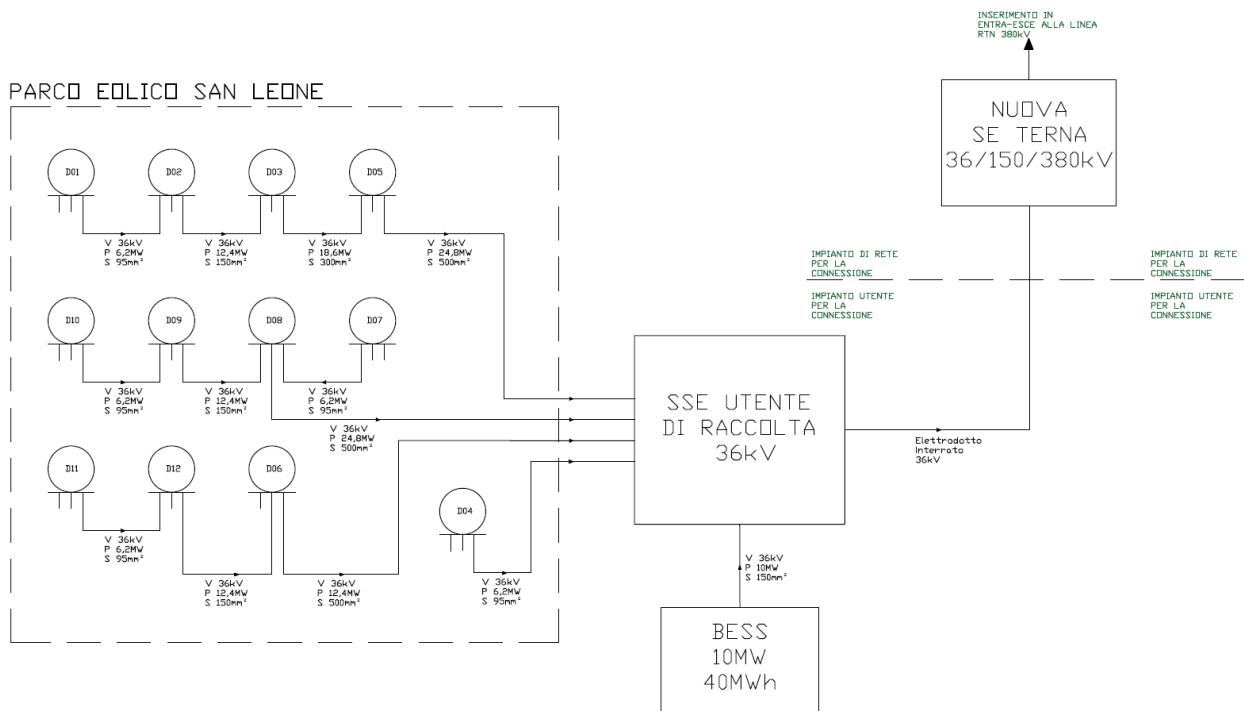 INSERIMENTO IN
ENTRA-ESCE ALLA LINEA
RTN 380kV
PARCO EOLICO SAN LEONE
NUOVA
SE TERNA
36/150/380kV
D01
D02
D03
D05
V 36kV
P 6,2MW
S 95mm²
V 36kV
P 12,4MW
S 150mm²
V 36kV
P 18,6MW
S 300mm²
V 36kV
P 24,8MW
S 500mm²
IMPIANTO DI RETE
PER LA
CONNESSIONE
IMPIANTO DI RETE
PER LA
CONNESSIONE
IMPIANTO UTENTE
PER LA
CONNESSIONE
IMPIANTO UTENTE
PER LA
CONNESSIONE
D10
D09
D08
D07
V 36kV
P 6,2MW
S 95mm²
V 36kV
P 12,4MW
S 150mm²
V 36kV
P 6,2MW
S 95mm²
V 36kV
P 24,8MW
S 500mm²
SSE UTENTE
DI RACCOLTA
36kV
Elettrodotto
Interrato
36kV
D11
D12
D06
D04
V 36kV
P 6,2MW
S 95mm²
V 36kV
P 12,4MW
S 150mm²
V 36kV
P 12,4MW
S 500mm²
V 36kV
P 6,2MW
S 95mm²
V 36kV
P 10MW
S 150mm²
BESS
10MW
40MWh